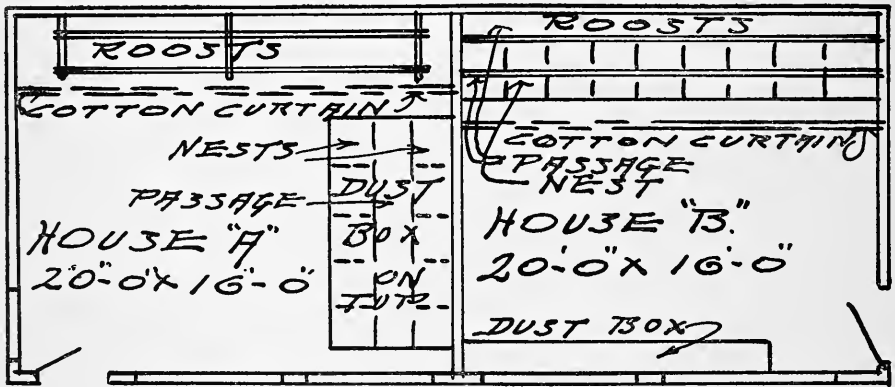 ROOSTS
COTTON CURTAIN
NESTS
PASSAGE
DUST
BOX
ON
TOP
HOUSE "A"
20'-0" X 16'-0"
ROOSTS
COTTON CURTAIN
PASSAGE
NEST
HOUSE "B"
20'-0" X 16'-0"
DUST BOX